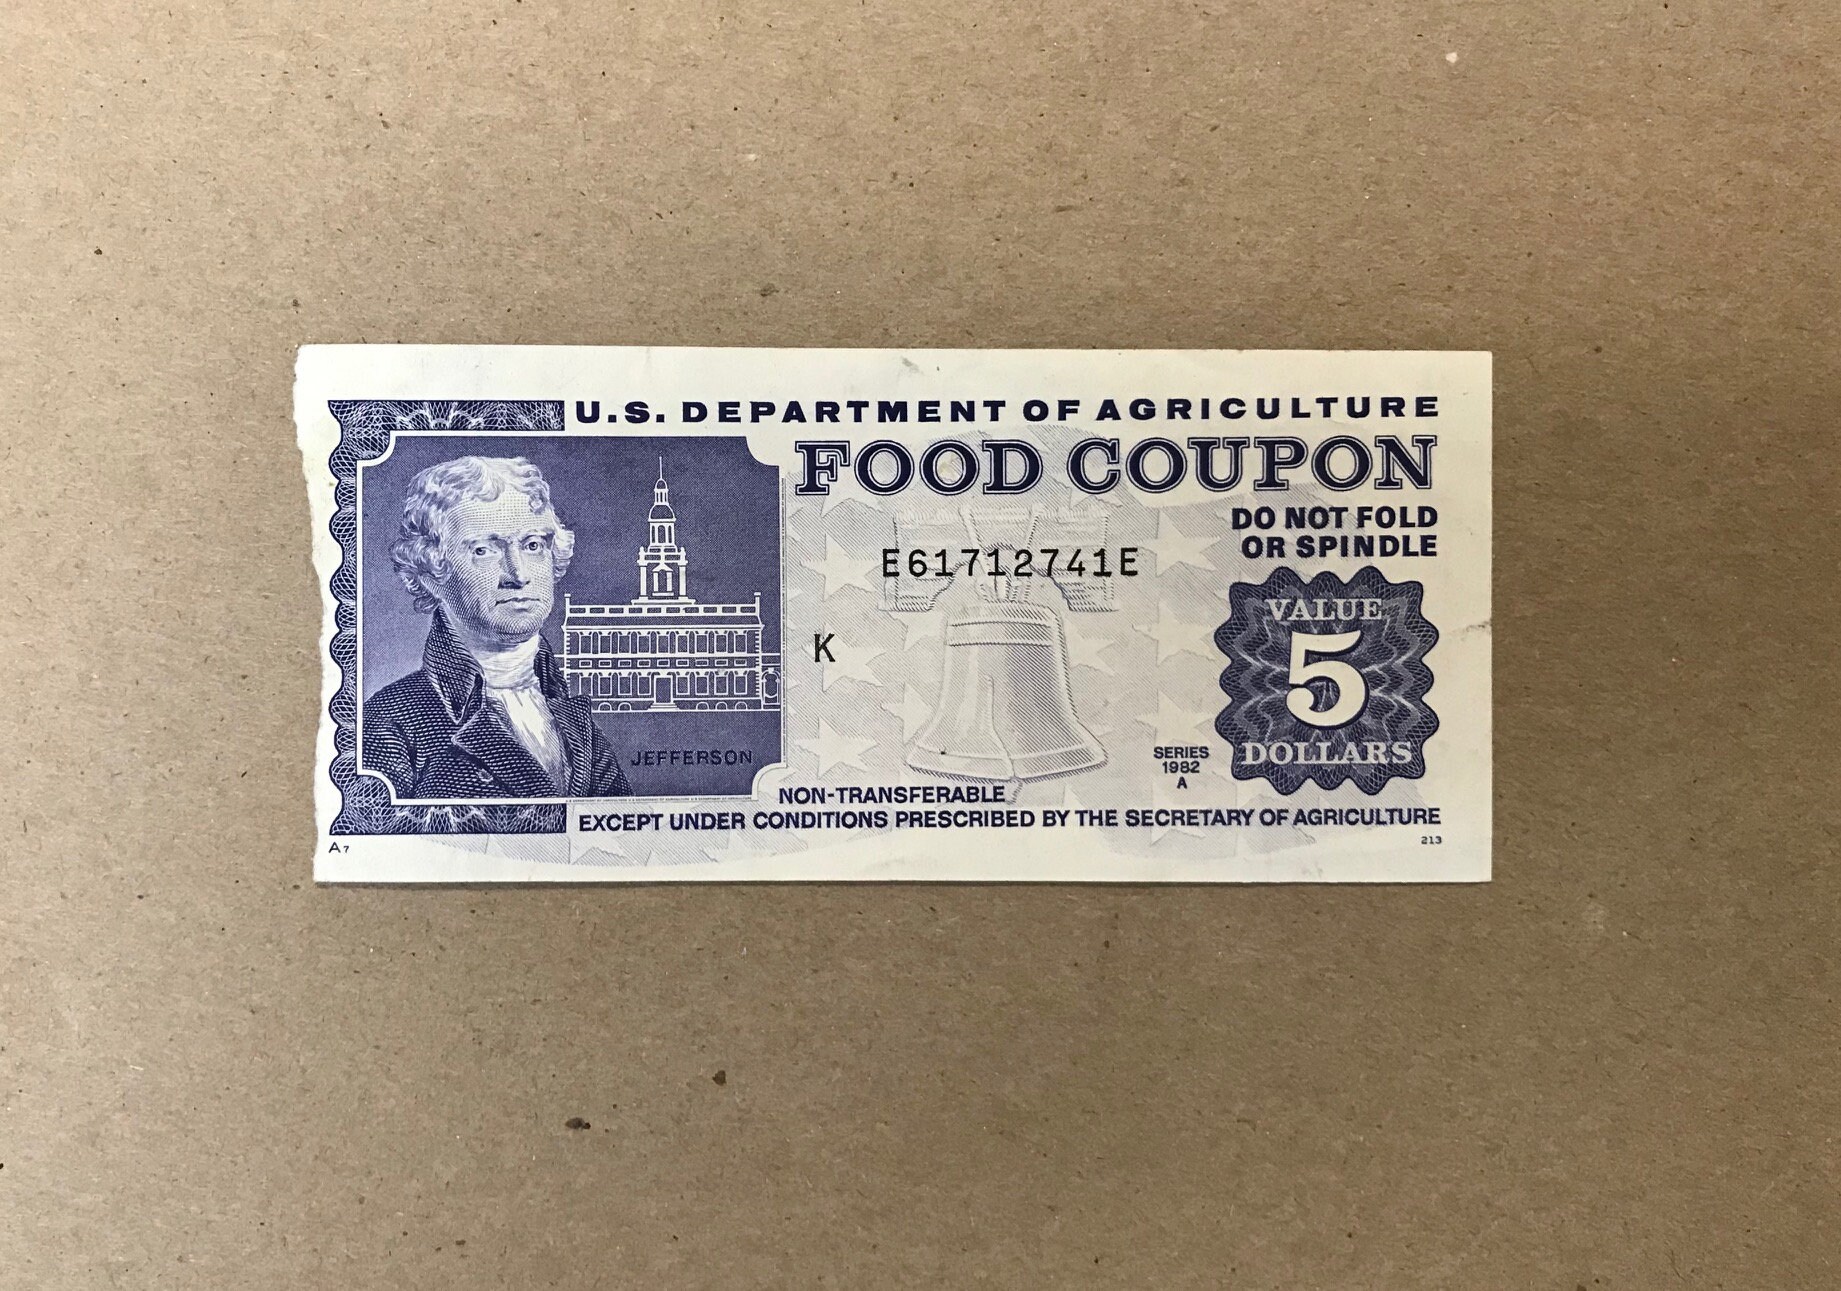 U.S. DEPARTMENT OF AGRICULTURE
FOOD COUPON
DO NOT FOLD
OR SPINDLE
E61712741E
K
VALUE
5
DOLLARS
JEFFERSON
SERIES
1982
A
NON-TRANSFERABLE
EXCEPT UNDER CONDITIONS PRESCRIBED BY THE SECRETARY OF AGRICULTURE
A7
213